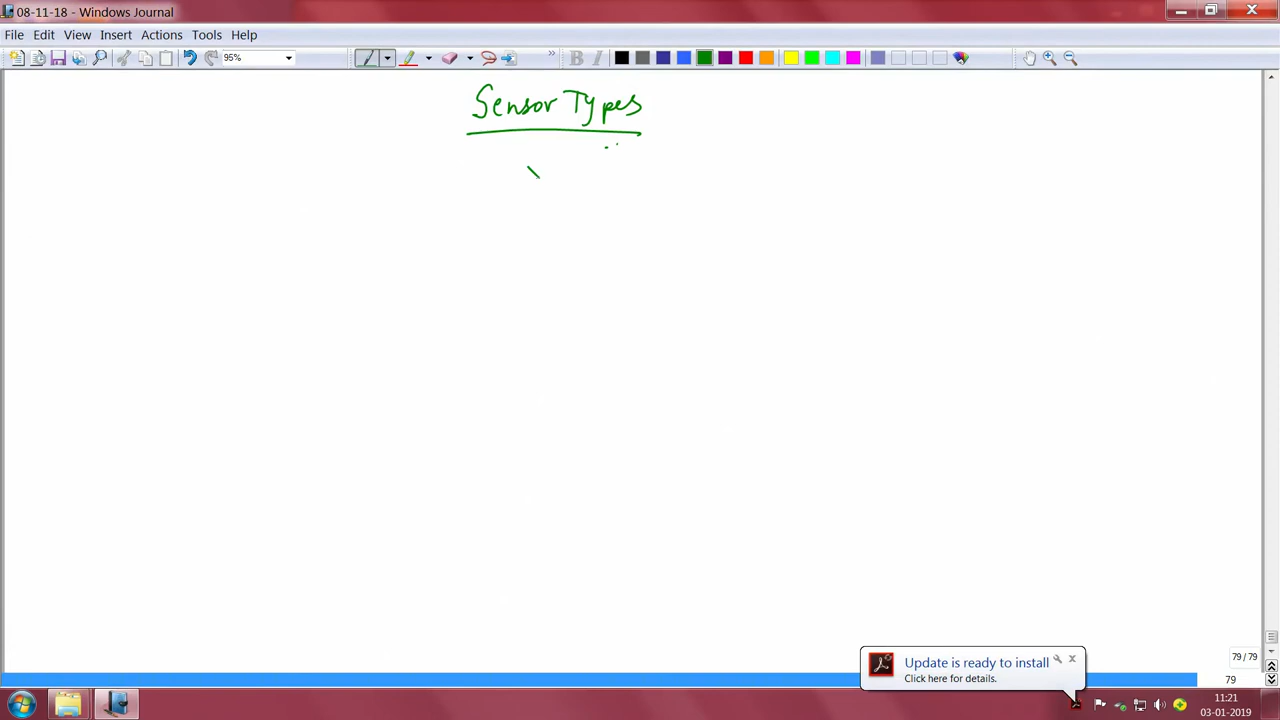 08-11-18 - Windows Journal
File Edit View Insert Actions Tools Help
95%
Sensor Types
79 / 79
Update is ready to install
Click here for details.
79
11:21
03-01-2019